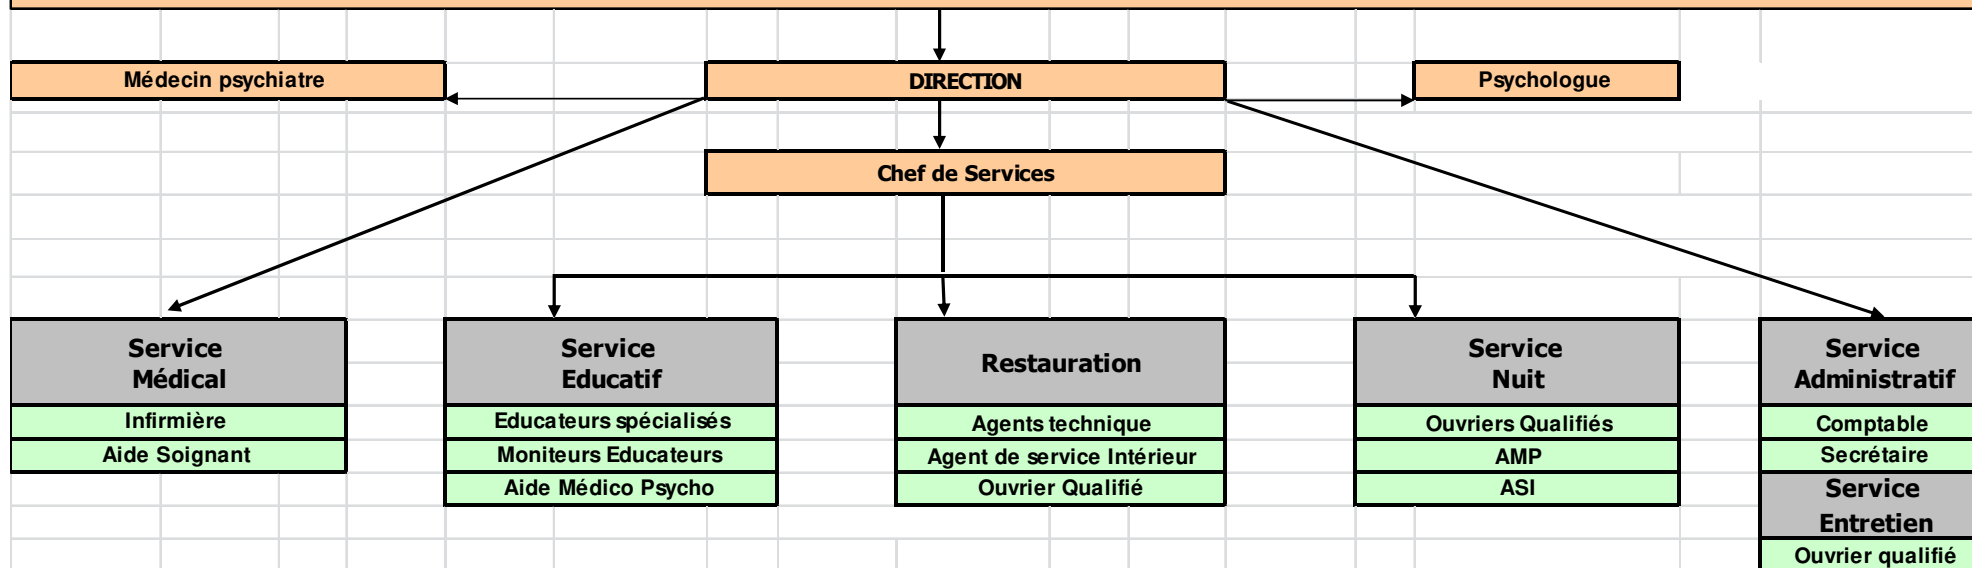 Médecin psychiatre
DIRECTION
Psychologue
Chef de Services
Service
Médical
Infirmière
Aide Soignant
Service
Educatif
Educateurs spécialisés
Moniteurs Educateurs
Aide Médico Psycho
Restauration
Agents technique
Agent de service Intérieur
Ouvrier Qualifié
Service
Nuit
Ouvriers Qualifiés
AMP
ASI
Service
Administratif
Comptable
Secrétaire
Service
Entretien
Ouvrier qualifié